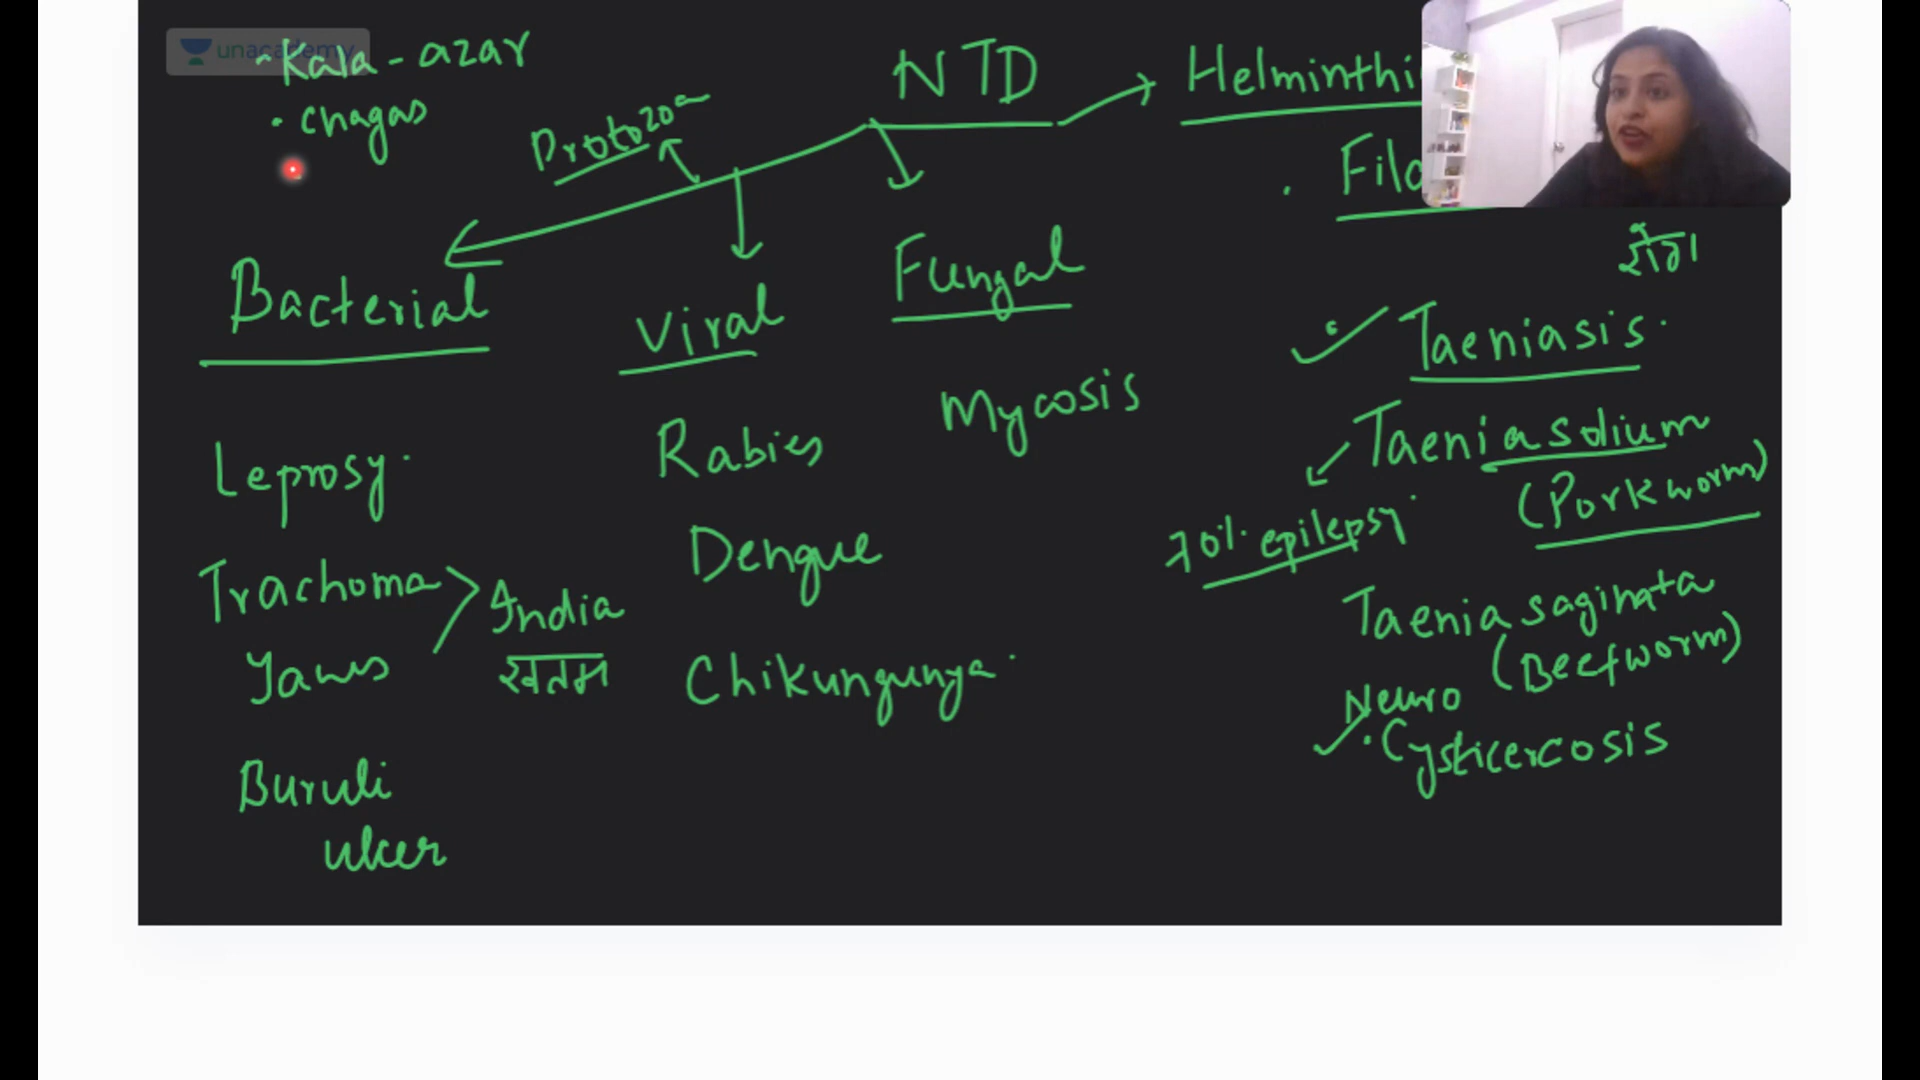 unacademy
- Kala-azar
• Chagas
NTD
Protozoa
Helminthi
• Fila
Bacterial
Viral
Fungal
Leprosy.
Trachoma
Yaws
India
खतम
Buruli
ulcer
Rabies
Dengue
Chikungunya.
Mycosis
Taeniasis.
Taenia solium
(Porkworm)
70% epilepsy.
Taenia saginata
(Beefworm)
Neuro
• Cysticercosis